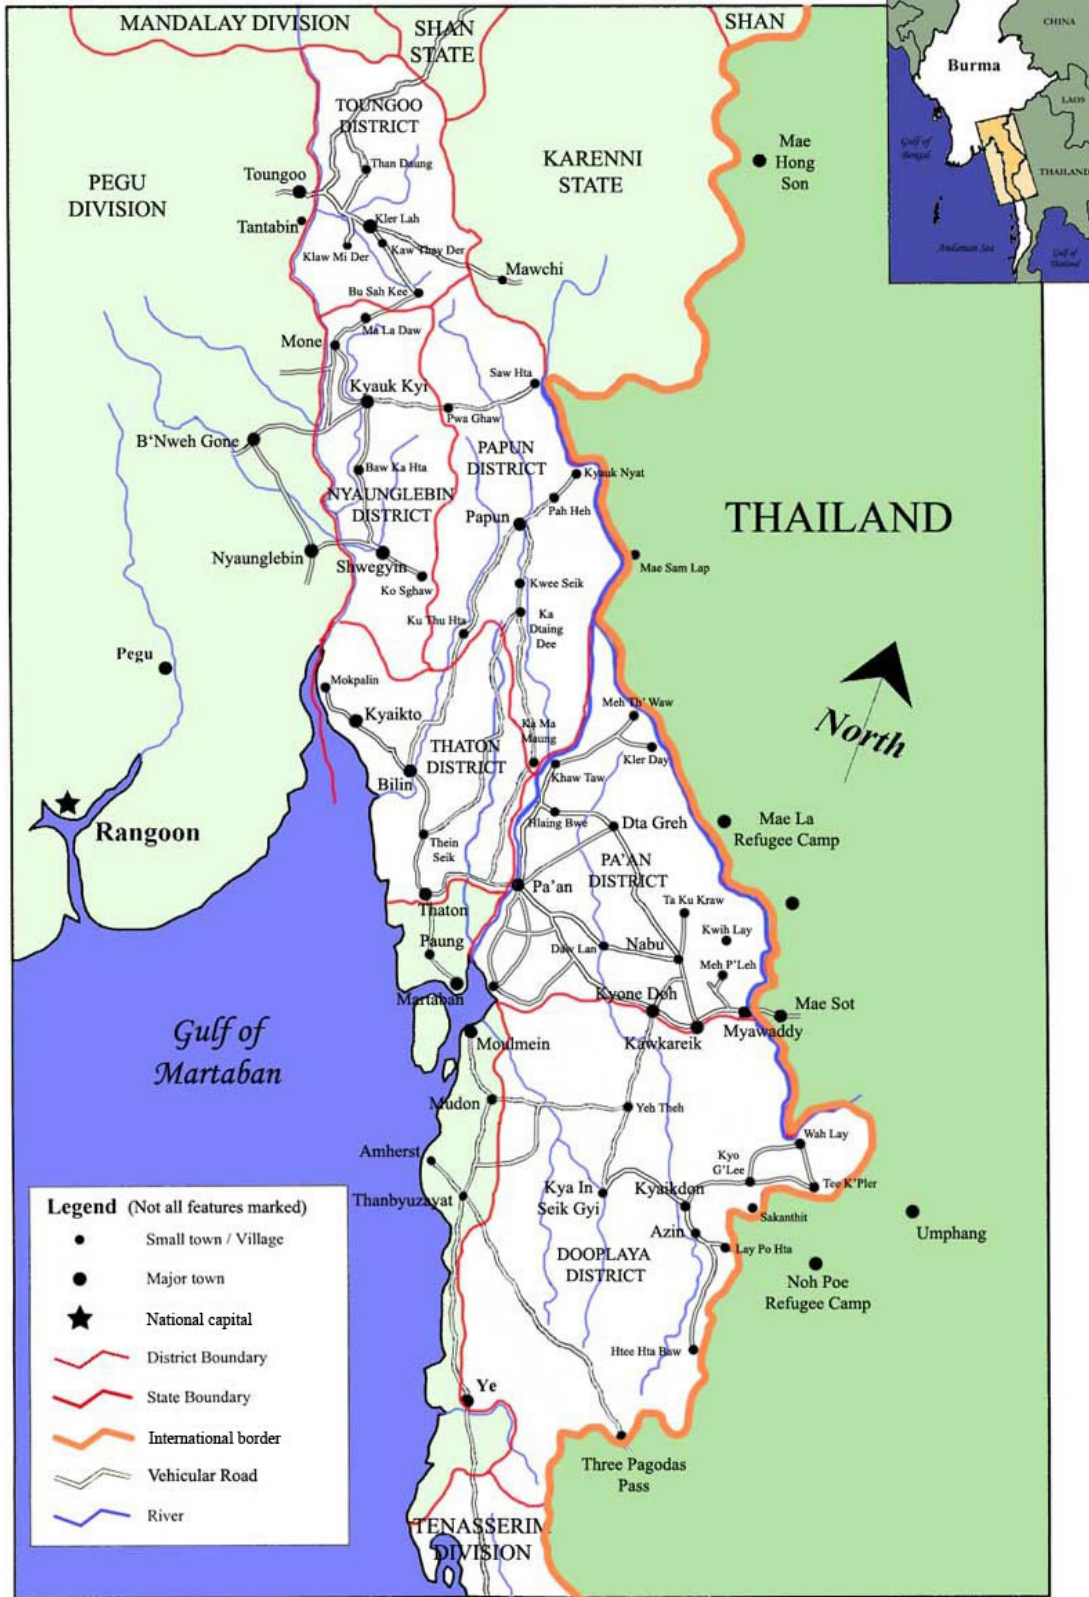 MANDALAY DIVISION
SHAN
STATE
SHAN
CHINA
Burma
LAOS
Gulf of
Bengal
THAILAND
Andaman Sea
Gulf of
Thailand
TOUNGOO
DISTRICT
Mae
Hong
Son
KARENNI
STATE
PEGU
DIVISION
Than Daung
Toungoo
Tantabin
Kler Lah
Klaw Mi Der
Kaw Thay Der
Mawchi
Bu Sah Kee
Ma La Daw
Mone
Saw Hta
Kyauk Kyi
Pwa Ghaw
B'Nweh Gone
PAPUN
DISTRICT
Baw Ka Hta
Kyauk Nyat
NYAUNGLEBIN
DISTRICT
Pah Heh
Papun
THAILAND
Nyaunglebin
Shwegyin
Mae Sam Lap
Ko Sghaw
Kwee Seik
Ku Thu Hta
Ka
Dtaing
Dee
Pegu
Mokpalin
Kyaikto
Meh Th' Waw
North
Ka Ma
Maung
THATON
DISTRICT
Kler Day
Khaw Taw
Bilin
Rangoon
Hlaing Bwe
Dta Greh
Mae La
Refugee Camp
Thein
Seik
PA'AN
DISTRICT
Pa'an
Thaton
Ta Ku Kraw
Kwih Lay
Paung
Daw Lan
Nabu
Meh P'Leh
Martaban
Kyone Doh
Mae Sot
Myawaddy
Gulf of
Martaban
Moulmein
Kawkareik
Mudon
Yeh Theh
Wah Lay
Amherst
Kyo
G'Lee
Thanbyuzayat
Kya In
Seik Gyi
Kyaikdon
Tee K'Pler
Sakanthit
Umphang
Azin
Lay Po Hta
DOOPLAYA
DISTRICT
Noh Poe
Refugee Camp
Htee Hta Baw
Ye
Three Pagodas
Pass
TENASSERIM
DIVISION
Legend (Not all features marked)
Small town / Village
Major town
National capital
District Boundary
State Boundary
International border
Vehicular Road
River